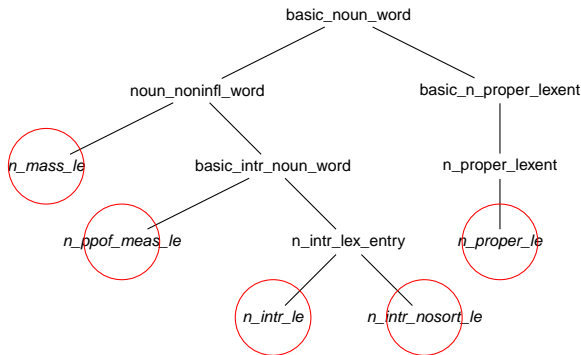 basic_noun_word
noun_noninfl_word
basic_n_proper_lexent
n_mass_le
basic_intr_noun_word
n_proper_lexent
n_ppof_meas_le
n_intr_lex_entry
n_proper_le
n_intr_le
n_intr_nosort_le